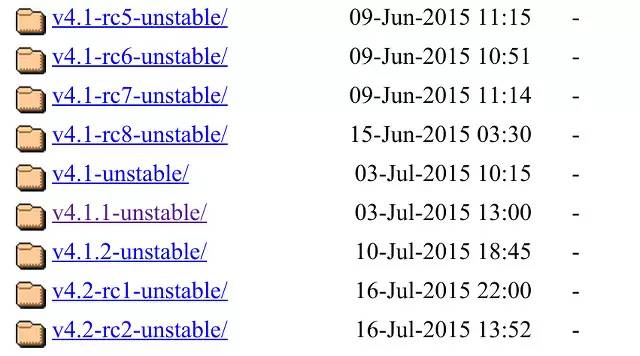 v4.1-rc5-unstable/ 09-Jun-2015 11:15 -
v4.1-rc6-unstable/ 09-Jun-2015 10:51 -
v4.1-rc7-unstable/ 09-Jun-2015 11:14 -
v4.1-rc8-unstable/ 15-Jun-2015 03:30 -
v4.1-unstable/ 03-Jul-2015 10:15 -
v4.1.1-unstable/ 03-Jul-2015 13:00 -
v4.1.2-unstable/ 10-Jul-2015 18:45 -
v4.2-rc1-unstable/ 16-Jul-2015 22:00 -
v4.2-rc2-unstable/ 16-Jul-2015 13:52 -